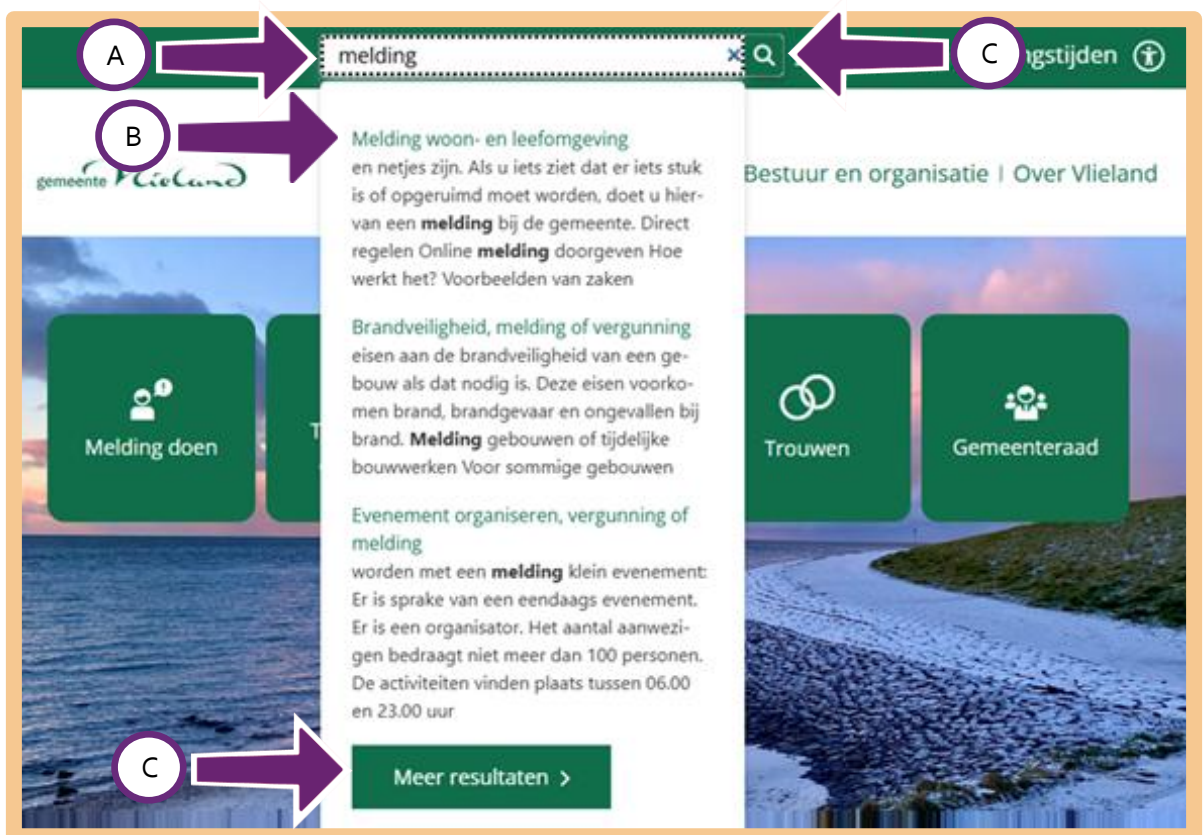 A
melding
C
ngstijden
B
gemeente Vlieland
Bestuur en organisatie | Over Vlieland
Melding woon- en leefomgeving
en netjes zijn. Als u iets ziet dat er iets stuk
is of opgeruimd moet worden, doet u hier-
van een melding bij de gemeente. Direct
regelen Online melding doorgeven Hoe
werkt het? Voorbeelden van zaken
Brandveiligheid, melding of vergunning
eisen aan de brandveiligheid van een ge-
bouw als dat nodig is. Deze eisen voorko-
men brand, brandgevaar en ongevallen bij
brand. Melding gebouwen of tijdelijke
bouwwerken Voor sommige gebouwen
Evenement organiseren, vergunning of
melding
worden met een melding klein evenement:
Er is sprake van een eendaags evenement.
Er is een organisator. Het aantal aanwezi-
gen bedraagt niet meer dan 100 personen.
De activiteiten vinden plaats tussen 06.00
en 23.00 uur
C
Meer resultaten >
Melding doen
T
Trouwen
Gemeenteraad